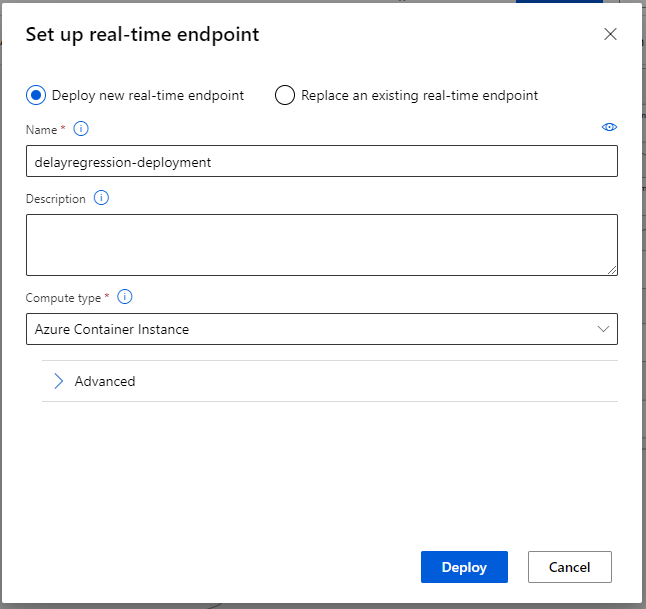 Set up real-time endpoint
Deploy new real-time endpoint Replace an existing real-time endpoint
Name *
delayregression-deployment
Description
Compute type *
Azure Container Instance
Advanced
Deploy Cancel